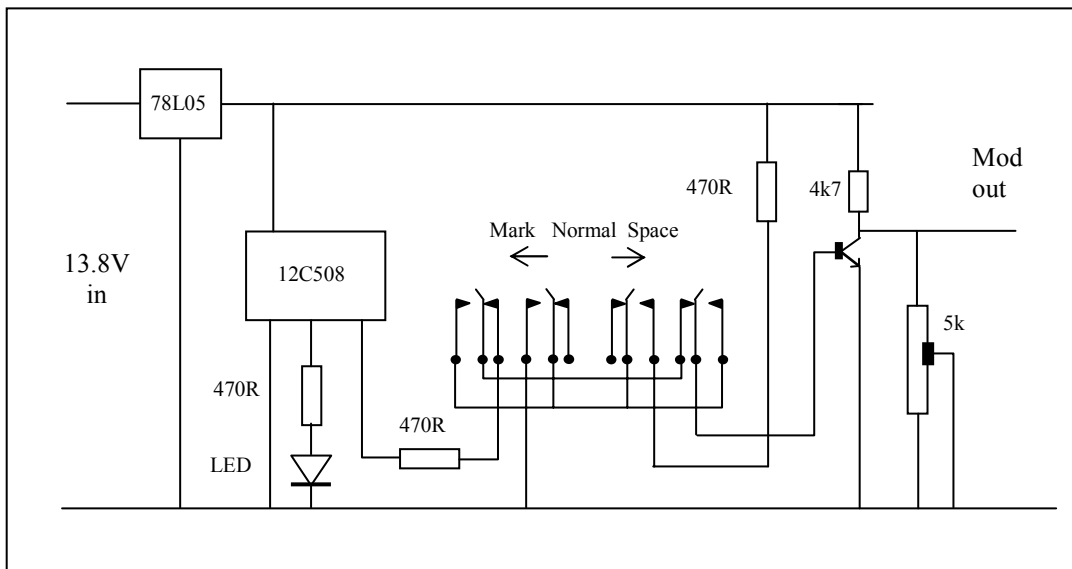 78L05
Mod
out
470R
4k7
Mark Normal Space
13.8V
in
12C508
5k
470R
470R
LED